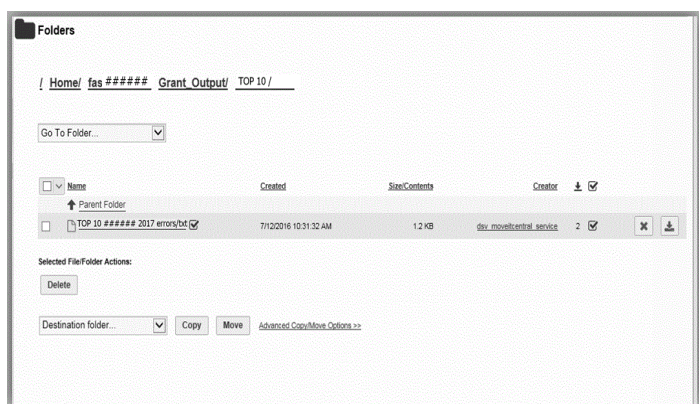 Folders
/ Home/ fas ###### Grant_Output/ TOP 10 /
Go To Folder...
Name Created Size/Contents Creator
Parent Folder
TOP 10 ###### 2017 errors/txt 7/12/2016 10:31:32 AM 1.2 KB dsv_moveitcentral_service 2
Selected File/Folder Actions:
Delete
Destination folder... Copy Move Advanced Copy/Move Options >>